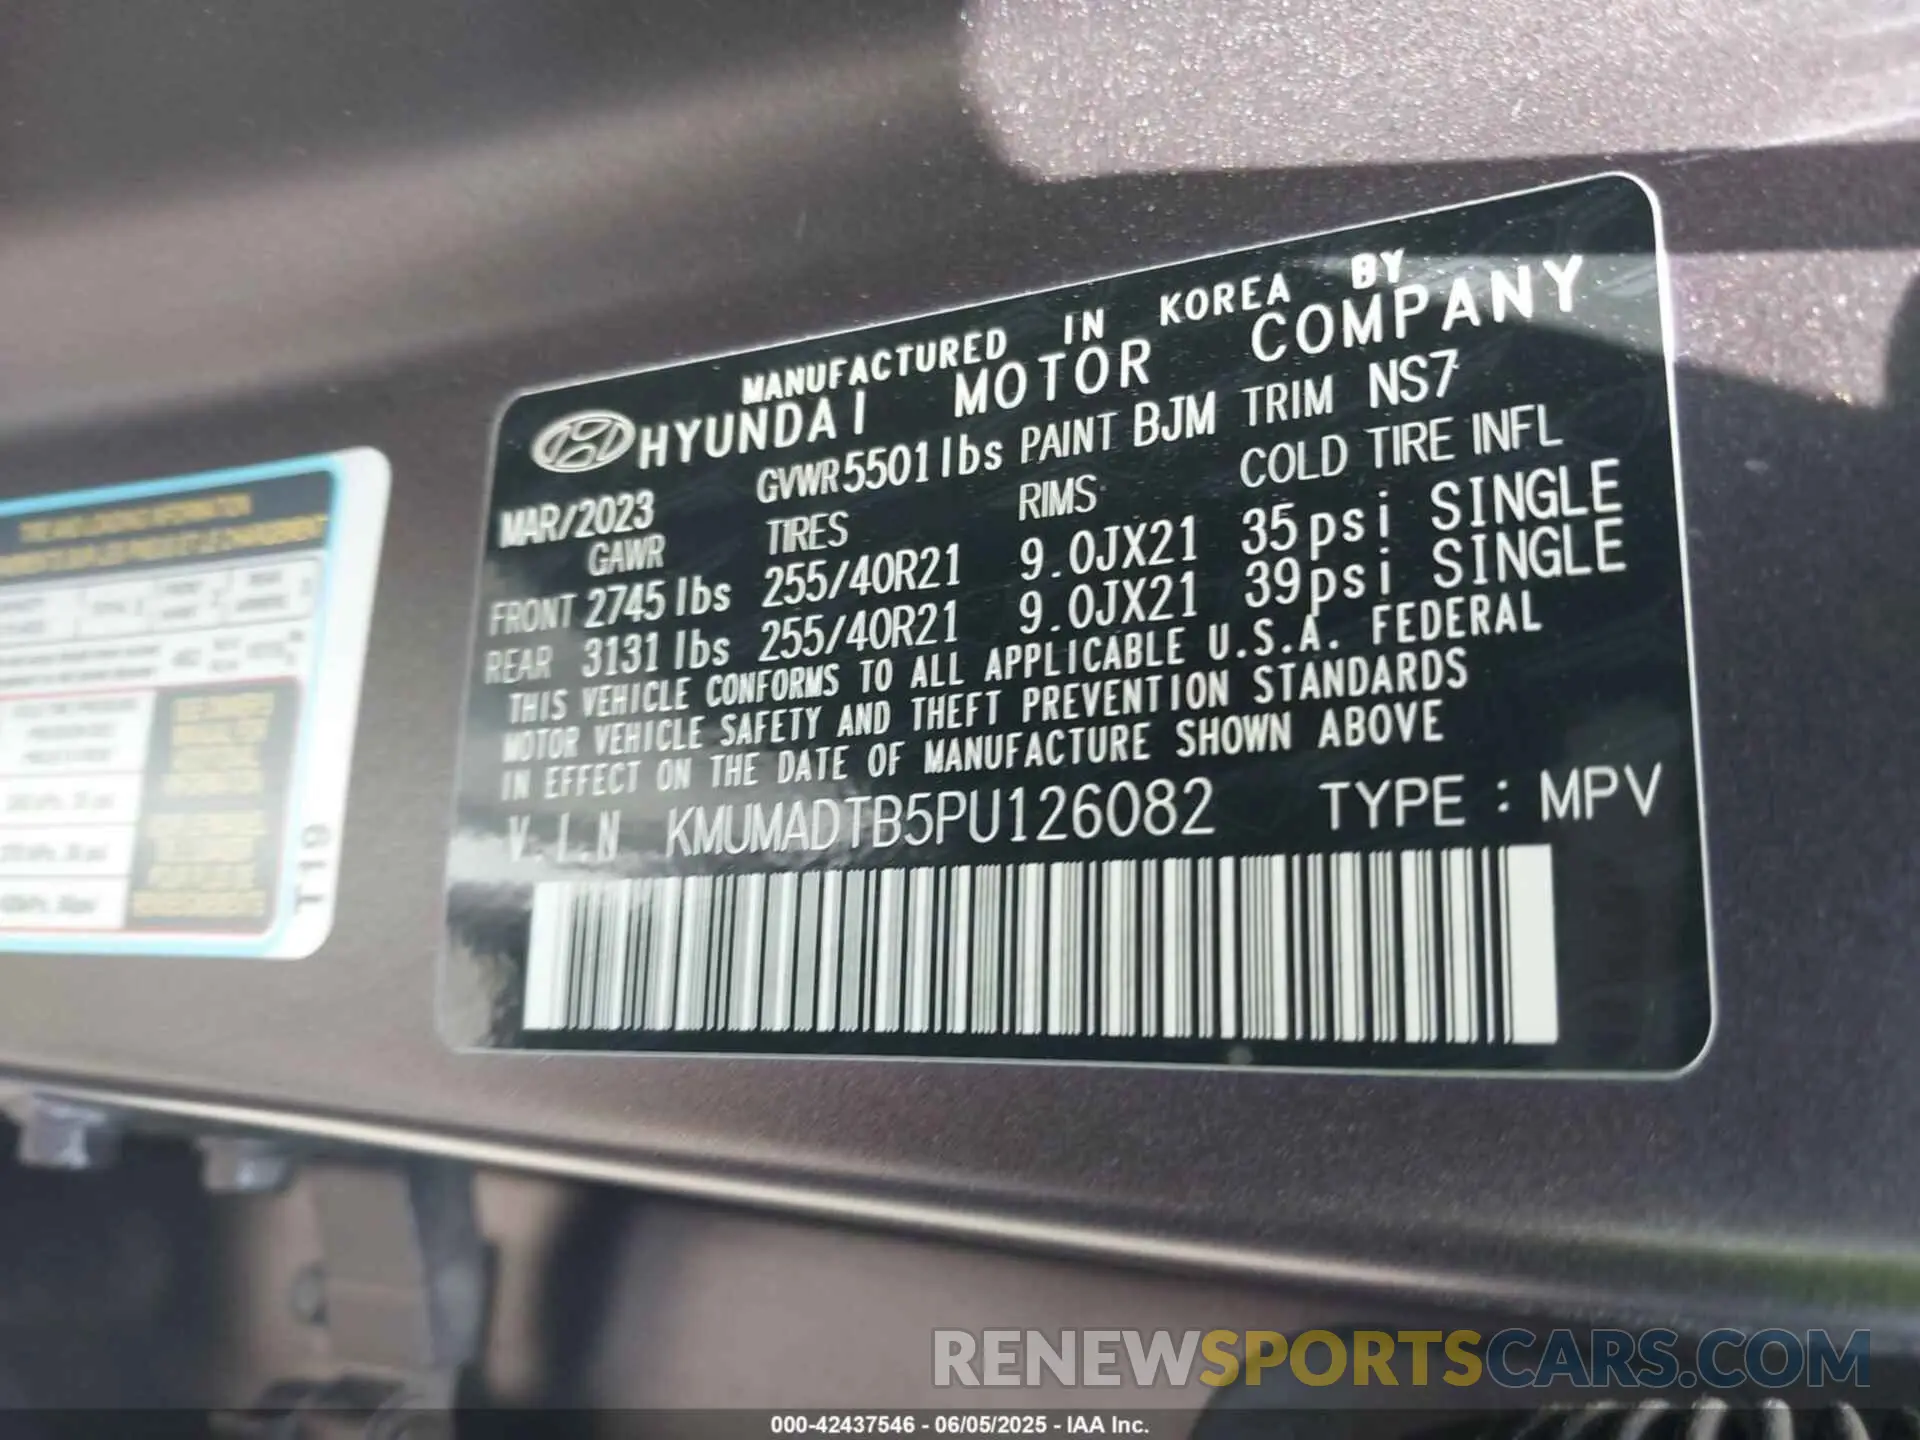 MANUFACTURED IN KOREA BY
HYUNDAI MOTOR COMPANY
MAR/2023 GVWR 5501 lbs PAINT BJM TRIM NS7
GAWR TIRES RIMS COLD TIRE INFL
FRONT 2745 lbs 255/40R21 9.0JX21 35psi SINGLE
REAR 3131 lbs 255/40R21 9.0JX21 39psi SINGLE
THIS VEHICLE CONFORMS TO ALL APPLICABLE U.S.A. FEDERAL
MOTOR VEHICLE SAFETY AND THEFT PREVENTION STANDARDS
IN EFFECT ON THE DATE OF MANUFACTURE SHOWN ABOVE
V.I.N KMUMADTB5PU126082 TYPE : MPV
T19
RENEWSPORTSCARS.COM
000-42437546 - 06/05/2025 - IAA Inc.